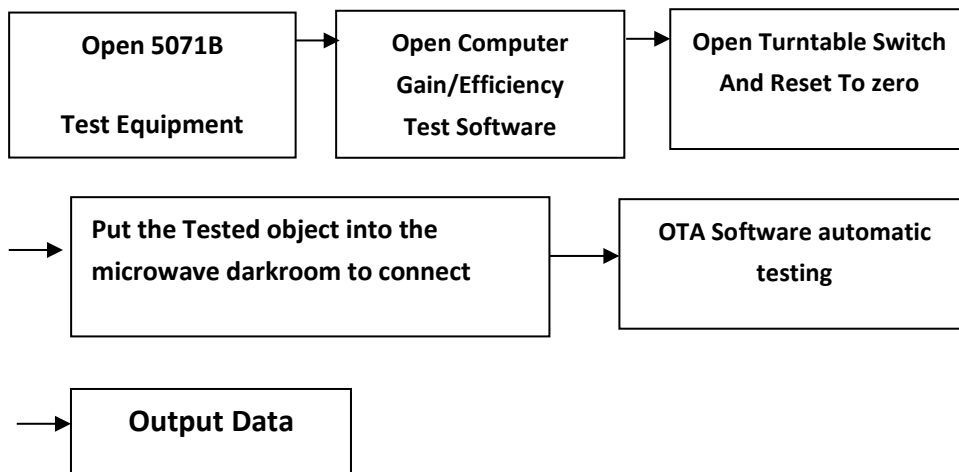 Open 5071B
Test Equipment
Open Computer
Gain/Efficiency
Test Software
Open Turntable Switch
And Reset To zero
Put the Tested object into the
microwave darkroom to connect
OTA Software automatic
testing
Output Data